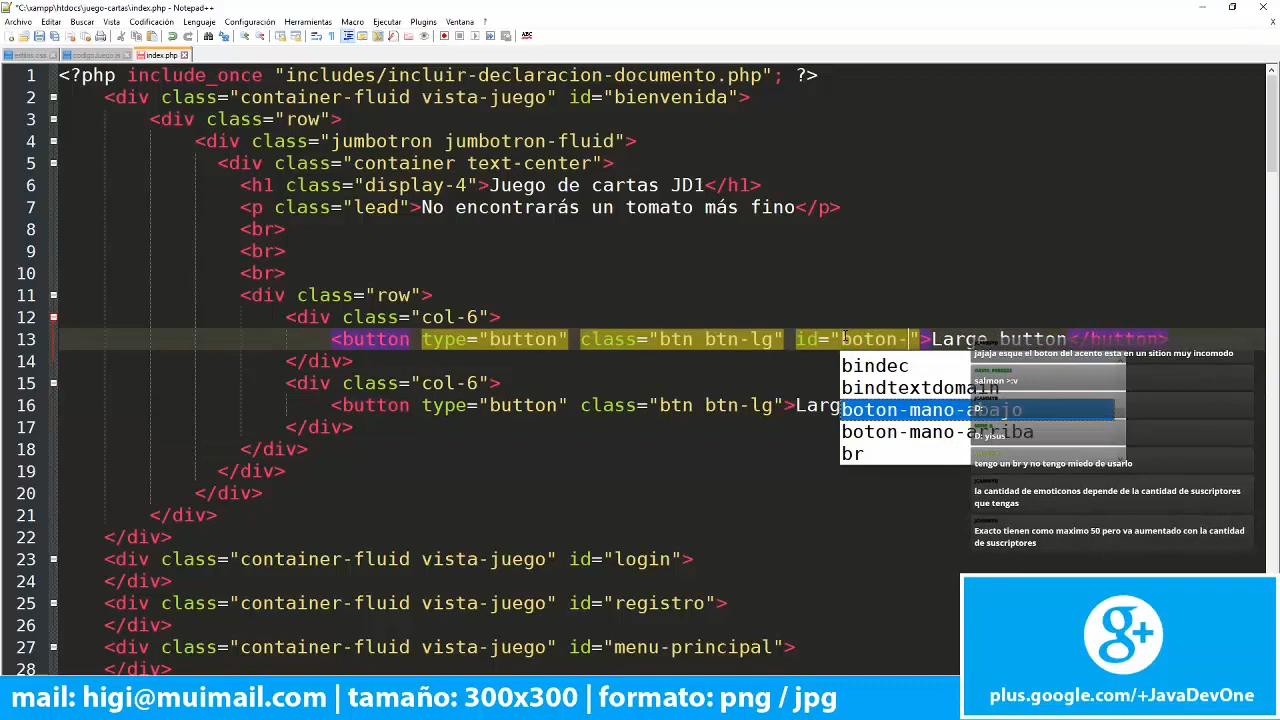 *C:\xampp\htdocs\juego-cartas\index.php - Notepad++
Archivo Editar Buscar Vista Codificación Lenguaje Configuración Herramientas Macro Ejecutar Plugins Ventana ?
estilos.css codigoJuego.js index.php
1 <?php include_once "includes/incluir-declaracion-documento.php"; ?>
2 <div class="container-fluid vista-juego" id="bienvenida">
3 <div class="row">
4 <div class="jumbotron jumbotron-fluid">
5 <div class="container text-center">
6 <h1 class="display-4">Juego de cartas JD1</h1>
7 <p class="lead">No encontrarás un tomato más fino</p>
8 <br>
9 <br>
10 <br>
11 <div class="row">
12 <div class="col-6">
13 <button type="button" class="btn btn-lg" id="boton-">Large button</button>
14 </div>
15 <div class="col-6">
16 <button type="button" class="btn btn-lg">Larg
17 </div>
18 </div>
19 </div>
20 </div>
21 </div>
22 </div>
23 <div class="container-fluid vista-juego" id="login">
24 </div>
25 <div class="container-fluid vista-juego" id="registro">
26 </div>
27 <div class="container-fluid vista-juego" id="menu-principal">
28 </div>
bindec
bindtextdomain
boton-mano-abajo
boton-mano-arriba
br
jajaja esque el boton del acento esta en un sition muy incomodo
salmon >:v
D:
D: yisus
tengo un br y no tengo miedo de usarlo
la cantidad de emoticonos depende de la cantidad de suscriptores
que tengas
Exacto tienen como maximo 50 pero va aumentado con la cantidad
de suscriptores
g+
plus.google.com/+JavaDevOne
mail: higi@muimail.com | tamaño: 300x300 | formato: png / jpg